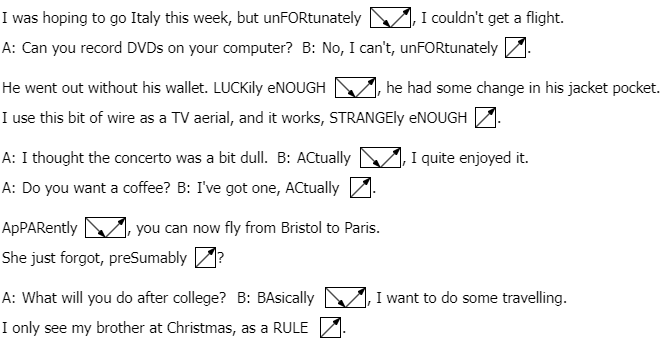 I was hoping to go Italy this week, but unFORtunately , I couldn't get a flight.
A: Can you record DVDs on your computer? B: No, I can't, unFORtunately .
He went out without his wallet. LUCKily eNOUGH , he had some change in his jacket pocket.
I use this bit of wire as a TV aerial, and it works, STRANGEly eNOUGH .
A: I thought the concerto was a bit dull. B: ACtually , I quite enjoyed it.
A: Do you want a coffee? B: I've got one, ACtually .
ApPARently , you can now fly from Bristol to Paris.
She just forgot, preSumably ?
A: What will you do after college? B: BAsically , I want to do some travelling.
I only see my brother at Christmas, as a RULE .